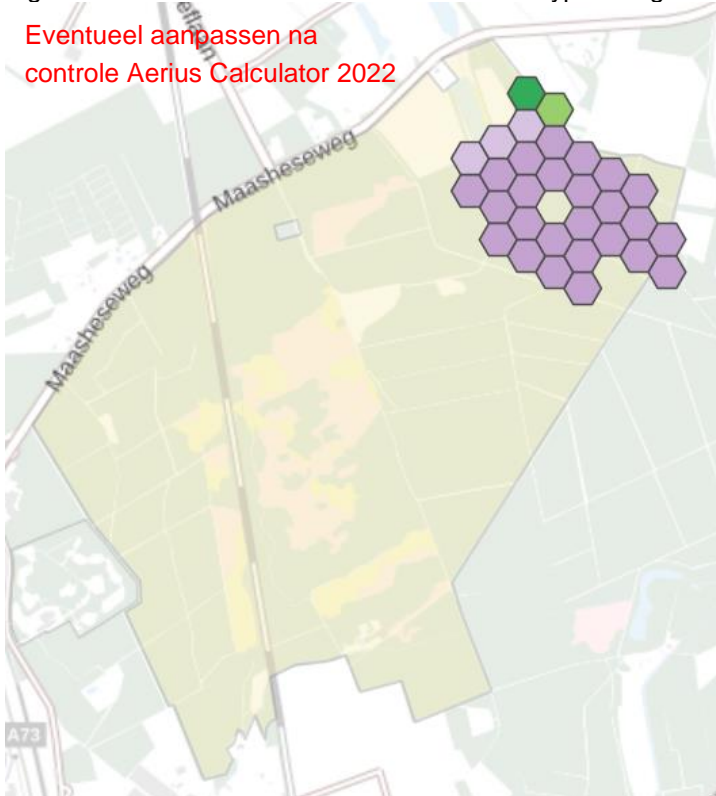 Eventueel aanpassen na
controle Aerius Calculator 2022
Maasheseweg
Maasheseweg
A73